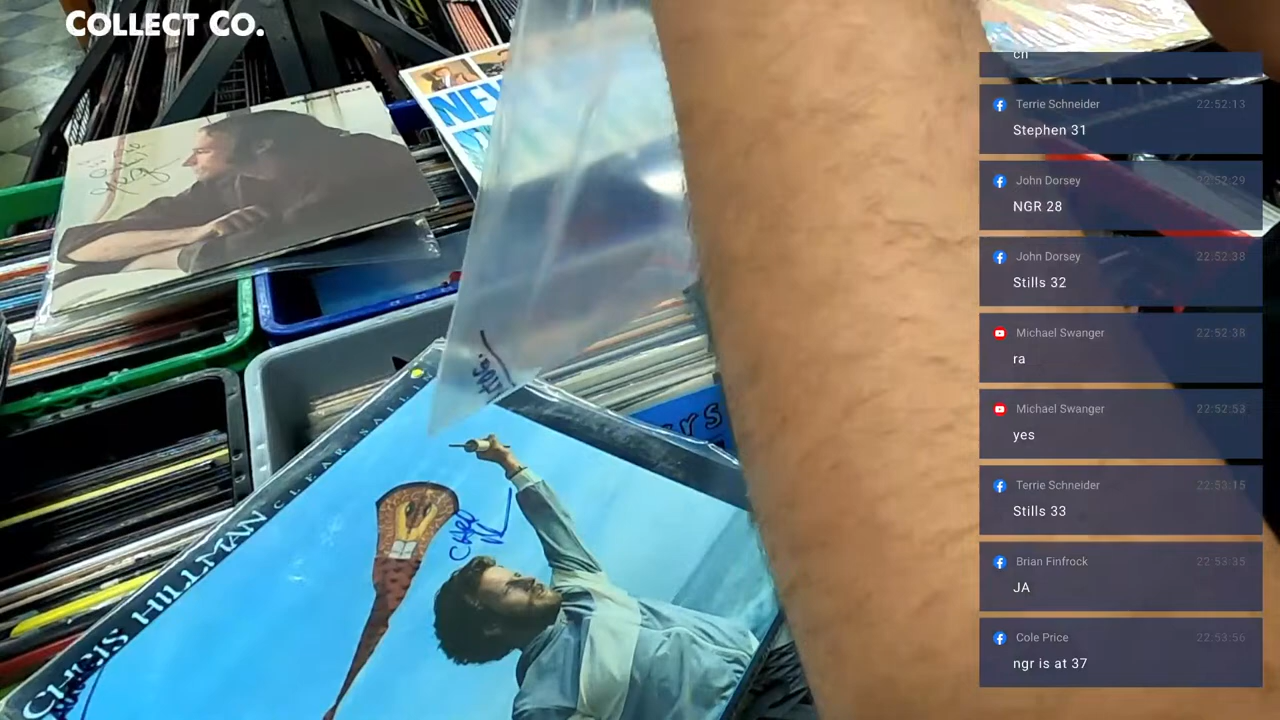 COLLECT CO.
NEW
CHRIS HILLMAN
CLEAR SAILIN
ch
Terrie Schneider 22:52:13
Stephen 31
John Dorsey 22:52:29
NGR 28
John Dorsey 22:52:38
Stills 32
Michael Swanger 22:52:38
ra
Michael Swanger 22:52:53
yes
Terrie Schneider 22:53:15
Stills 33
Brian Finfrock 22:53:35
JA
Cole Price 22:53:56
ngr is at 37